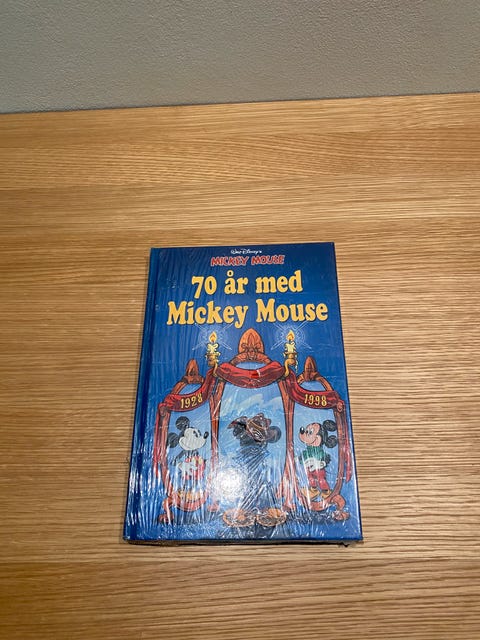 Walt Disney's
MICKEY MOUSE
70 år med
Mickey Mouse
1928
1998